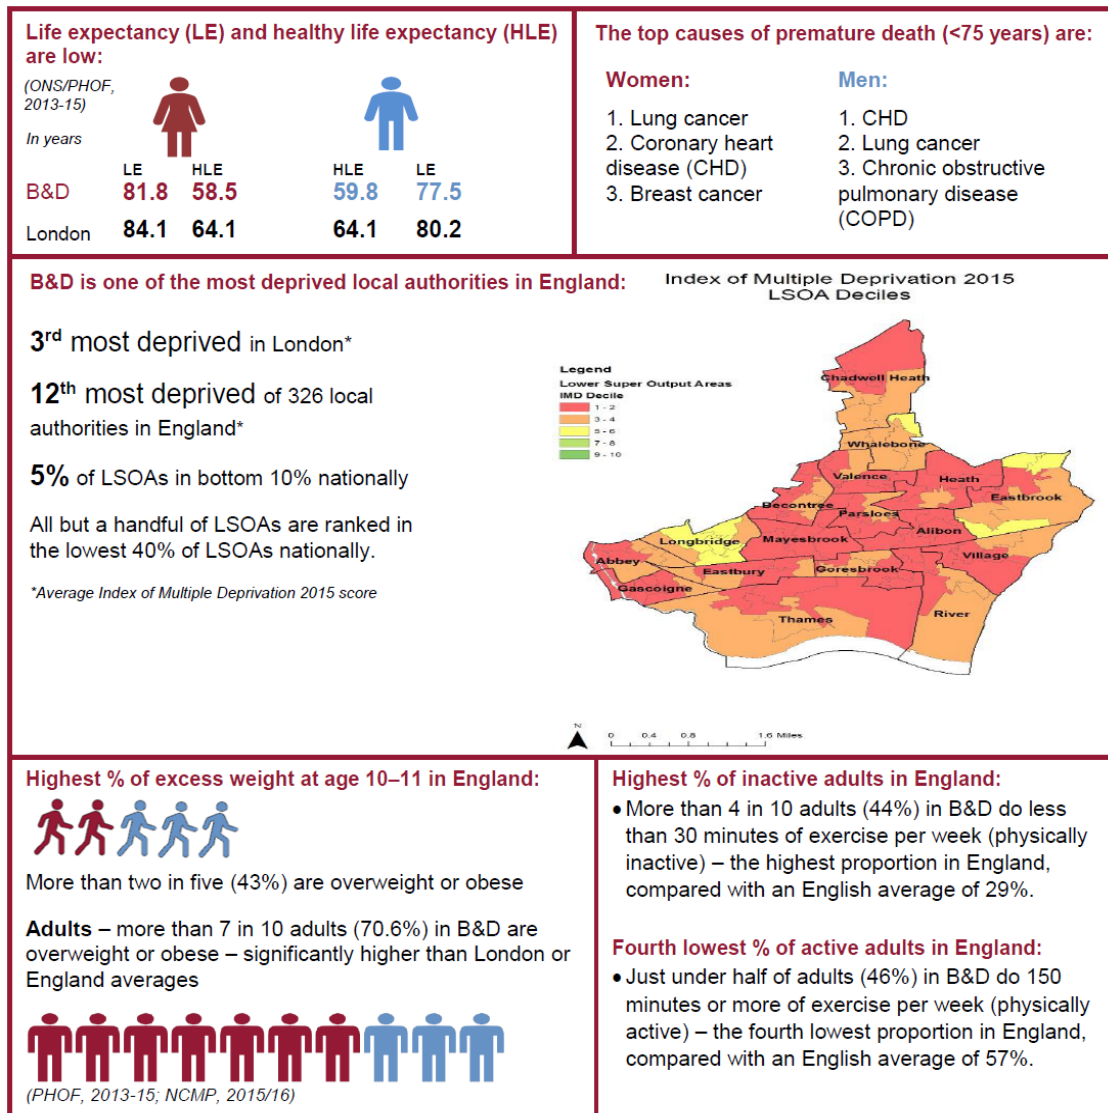 Life expectancy (LE) and healthy life expectancy (HLE)
are low:
(ONS/PHOF,
2013-15)
In years
LE HLE HLE LE
B&D 81.8 58.5 59.8 77.5
London 84.1 64.1 64.1 80.2
The top causes of premature death (<75 years) are:
Women:
1. Lung cancer
2. Coronary heart
disease (CHD)
3. Breast cancer
Men:
1. CHD
2. Lung cancer
3. Chronic obstructive
pulmonary disease
(COPD)
B&D is one of the most deprived local authorities in England:
3rd most deprived in London*
12th most deprived of 326 local
authorities in England*
5% of LSOAs in bottom 10% nationally
All but a handful of LSOAs are ranked in
the lowest 40% of LSOAs nationally.
*Average Index of Multiple Deprivation 2015 score
Index of Multiple Deprivation 2015
LSOA Deciles
Legend
Lower Super Output Areas
IMD Decile
1 - 2
3 - 4
5 - 6
7 - 8
9 - 10
Chadwell Heath
Whalebone
Valence
Heath
Eastbrook
Becontree
Parsloes
Alibon
Longbridge
Mayesbrook
Village
Abbey
Eastbury
Goresbrook
Gascoigne
River
Thames
N
0 0.4 0.8 1.6 Miles
Highest % of excess weight at age 10–11 in England:
More than two in five (43%) are overweight or obese
Adults – more than 7 in 10 adults (70.6%) in B&D are
overweight or obese – significantly higher than London or
England averages
(PHOF, 2013-15; NCMP, 2015/16)
Highest % of inactive adults in England:
• More than 4 in 10 adults (44%) in B&D do less
than 30 minutes of exercise per week (physically
inactive) – the highest proportion in England,
compared with an English average of 29%.
Fourth lowest % of active adults in England:
• Just under half of adults (46%) in B&D do 150
minutes or more of exercise per week (physically
active) – the fourth lowest proportion in England,
compared with an English average of 57%.